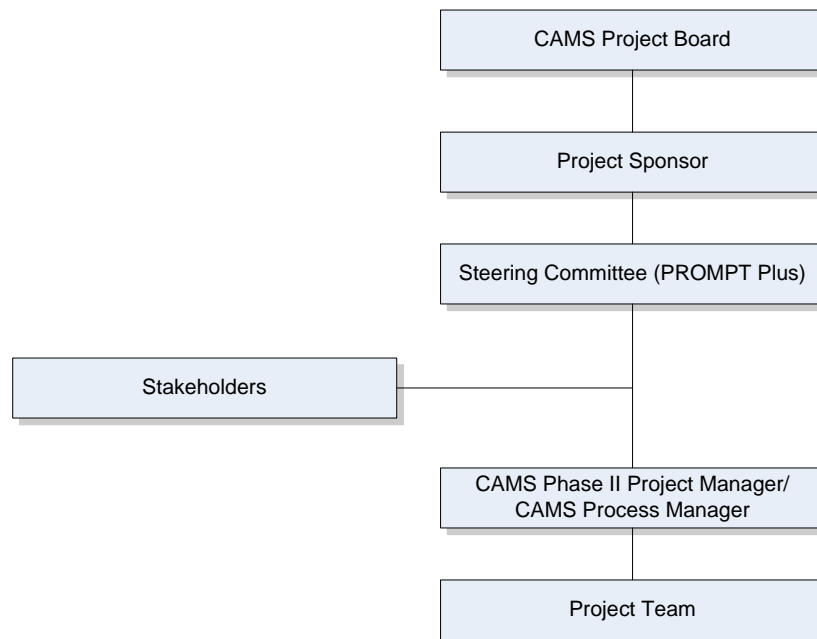 CAMS Project Board
Project Sponsor
Steering Committee (PROMPT Plus)
Stakeholders
CAMS Phase II Project Manager/
CAMS Process Manager
Project Team